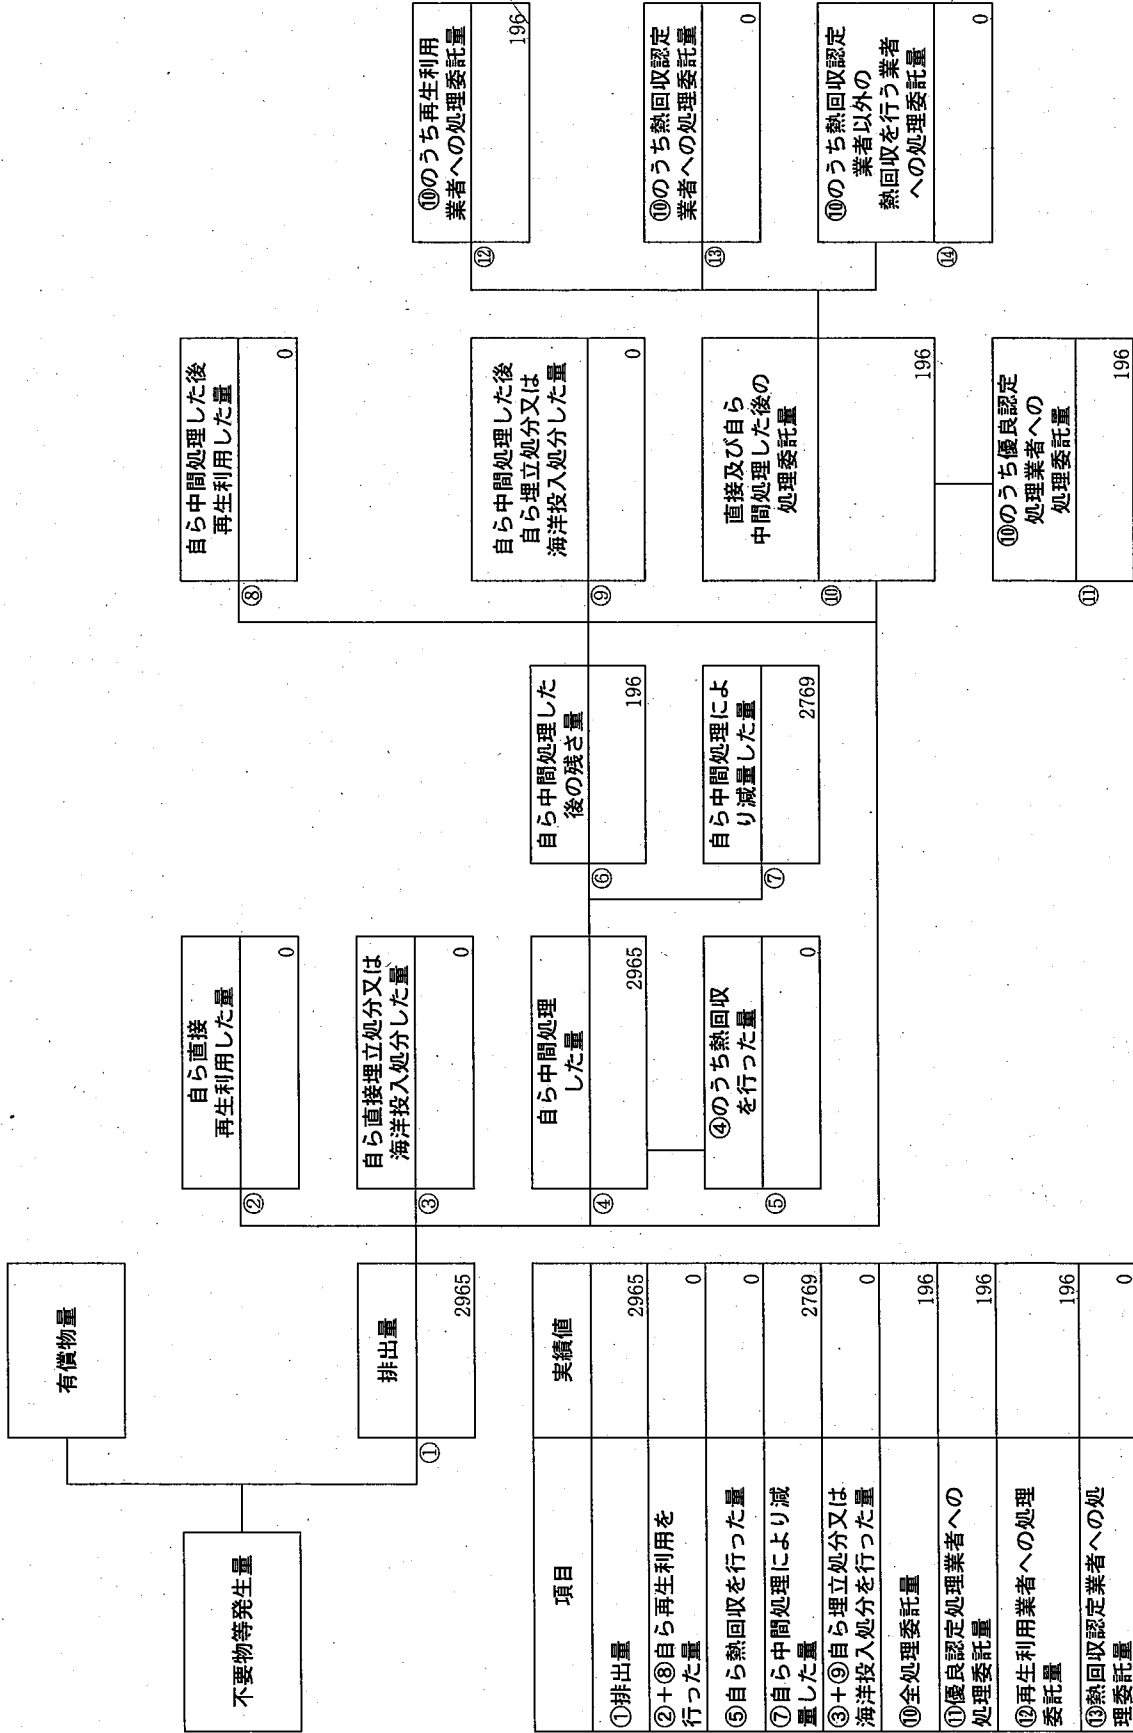 不要物等発生量
有償物量
排出量
①
2965
自ら直接
再生利用した量
②
0
自ら直接埋立処分又は
海洋投入処分した量
③
0
自ら中間処理
した量
④
2965
④のうち熱回収
を行った量
⑤
0
自ら中間処理した
後の残さ量
⑥
196
自ら中間処理によ
り減量した量
⑦
2769
自ら中間処理した後
再生利用した量
⑧
0
自ら中間処理した後
自ら埋立処分又は
海洋投入処分した量
⑨
0
直接及び自ら
中間処理した後の
処理委託量
⑩
196
⑩のうち優良認定
処理業者への
処理委託量
⑪
196
⑩のうち再生利用
業者への処理委託量
⑫
196
⑩のうち熱回収認定
業者への処理委託量
⑬
0
⑩のうち熱回収認定
業者以外の
熱回収を行う業者
への処理委託量
⑭
0
項目 実績値
①排出量 2965
②+⑧自ら再生利用を
行った量 0
⑤自ら熱回収を行った量 0
⑦自ら中間処理により減
量した量 2769
③+⑨自ら埋立処分又は
海洋投入処分を行った量 0
⑩全処理委託量 196
⑪優良認定処理業者への
処理委託量 196
⑫再生利用業者への処理
委託量 196
⑬熱回収認定業者への処
理委託量 0